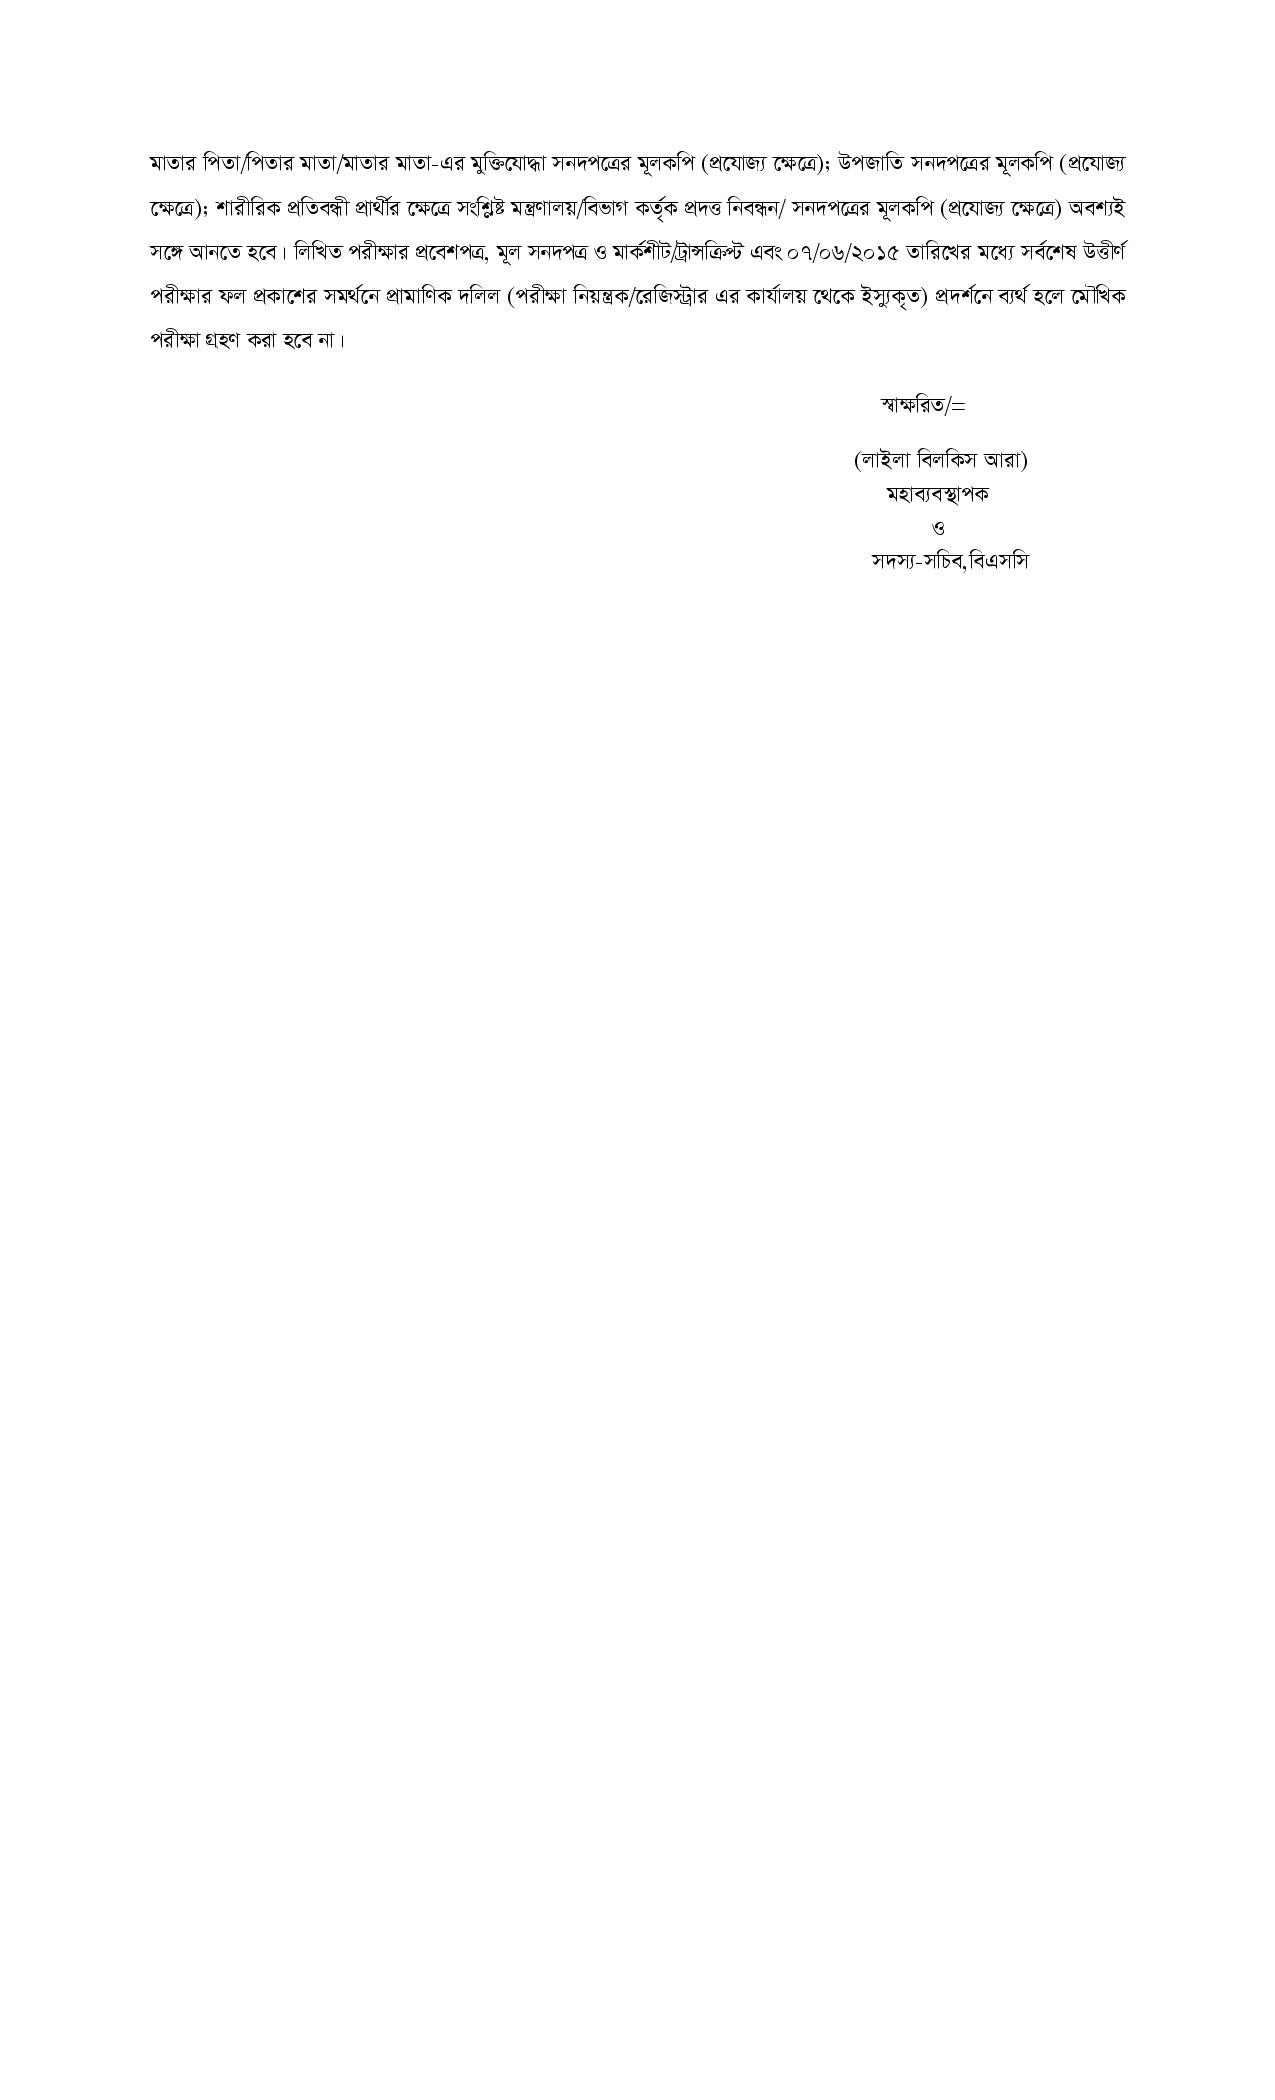 মাতার পিতা/পিতার মাতা/মাতার মাতা-এর মুক্তিযোদ্ধা সনদপত্রের মূলকপি (প্রযোজ্য ক্ষেত্রে); উপজাতি সনদপত্রের মূলকপি (প্রযোজ্য
ক্ষেত্রে); শারীরিক প্রতিবন্ধী প্রার্থীর ক্ষেত্রে সংশ্লিষ্ট মন্ত্রণালয়/বিভাগ কর্তৃক প্রদত্ত নিবন্ধন/ সনদপত্রের মূলকপি (প্রযোজ্য ক্ষেত্রে) অবশ্যই
সঙ্গে আনতে হবে। লিখিত পরীক্ষার প্রবেশপত্র, মূল সনদপত্র ও মার্কশীট/ট্রান্সক্রিপ্ট এবং ০৭/০৬/২০১৫ তারিখের মধ্যে সর্বশেষ উত্তীর্ণ
পরীক্ষার ফল প্রকাশের সমর্থনে প্রামাণিক দলিল (পরীক্ষা নিয়ন্ত্রক/রেজিস্ট্রার এর কার্যালয় থেকে ইস্যুকৃত) প্রদর্শনে ব্যর্থ হলে মৌখিক
পরীক্ষা গ্রহণ করা হবে না।
স্বাক্ষরিত/=
(লাইলা বিলকিস আরা)
মহাব্যবস্থাপক
ও
সদস্য-সচিব,বিএসসি